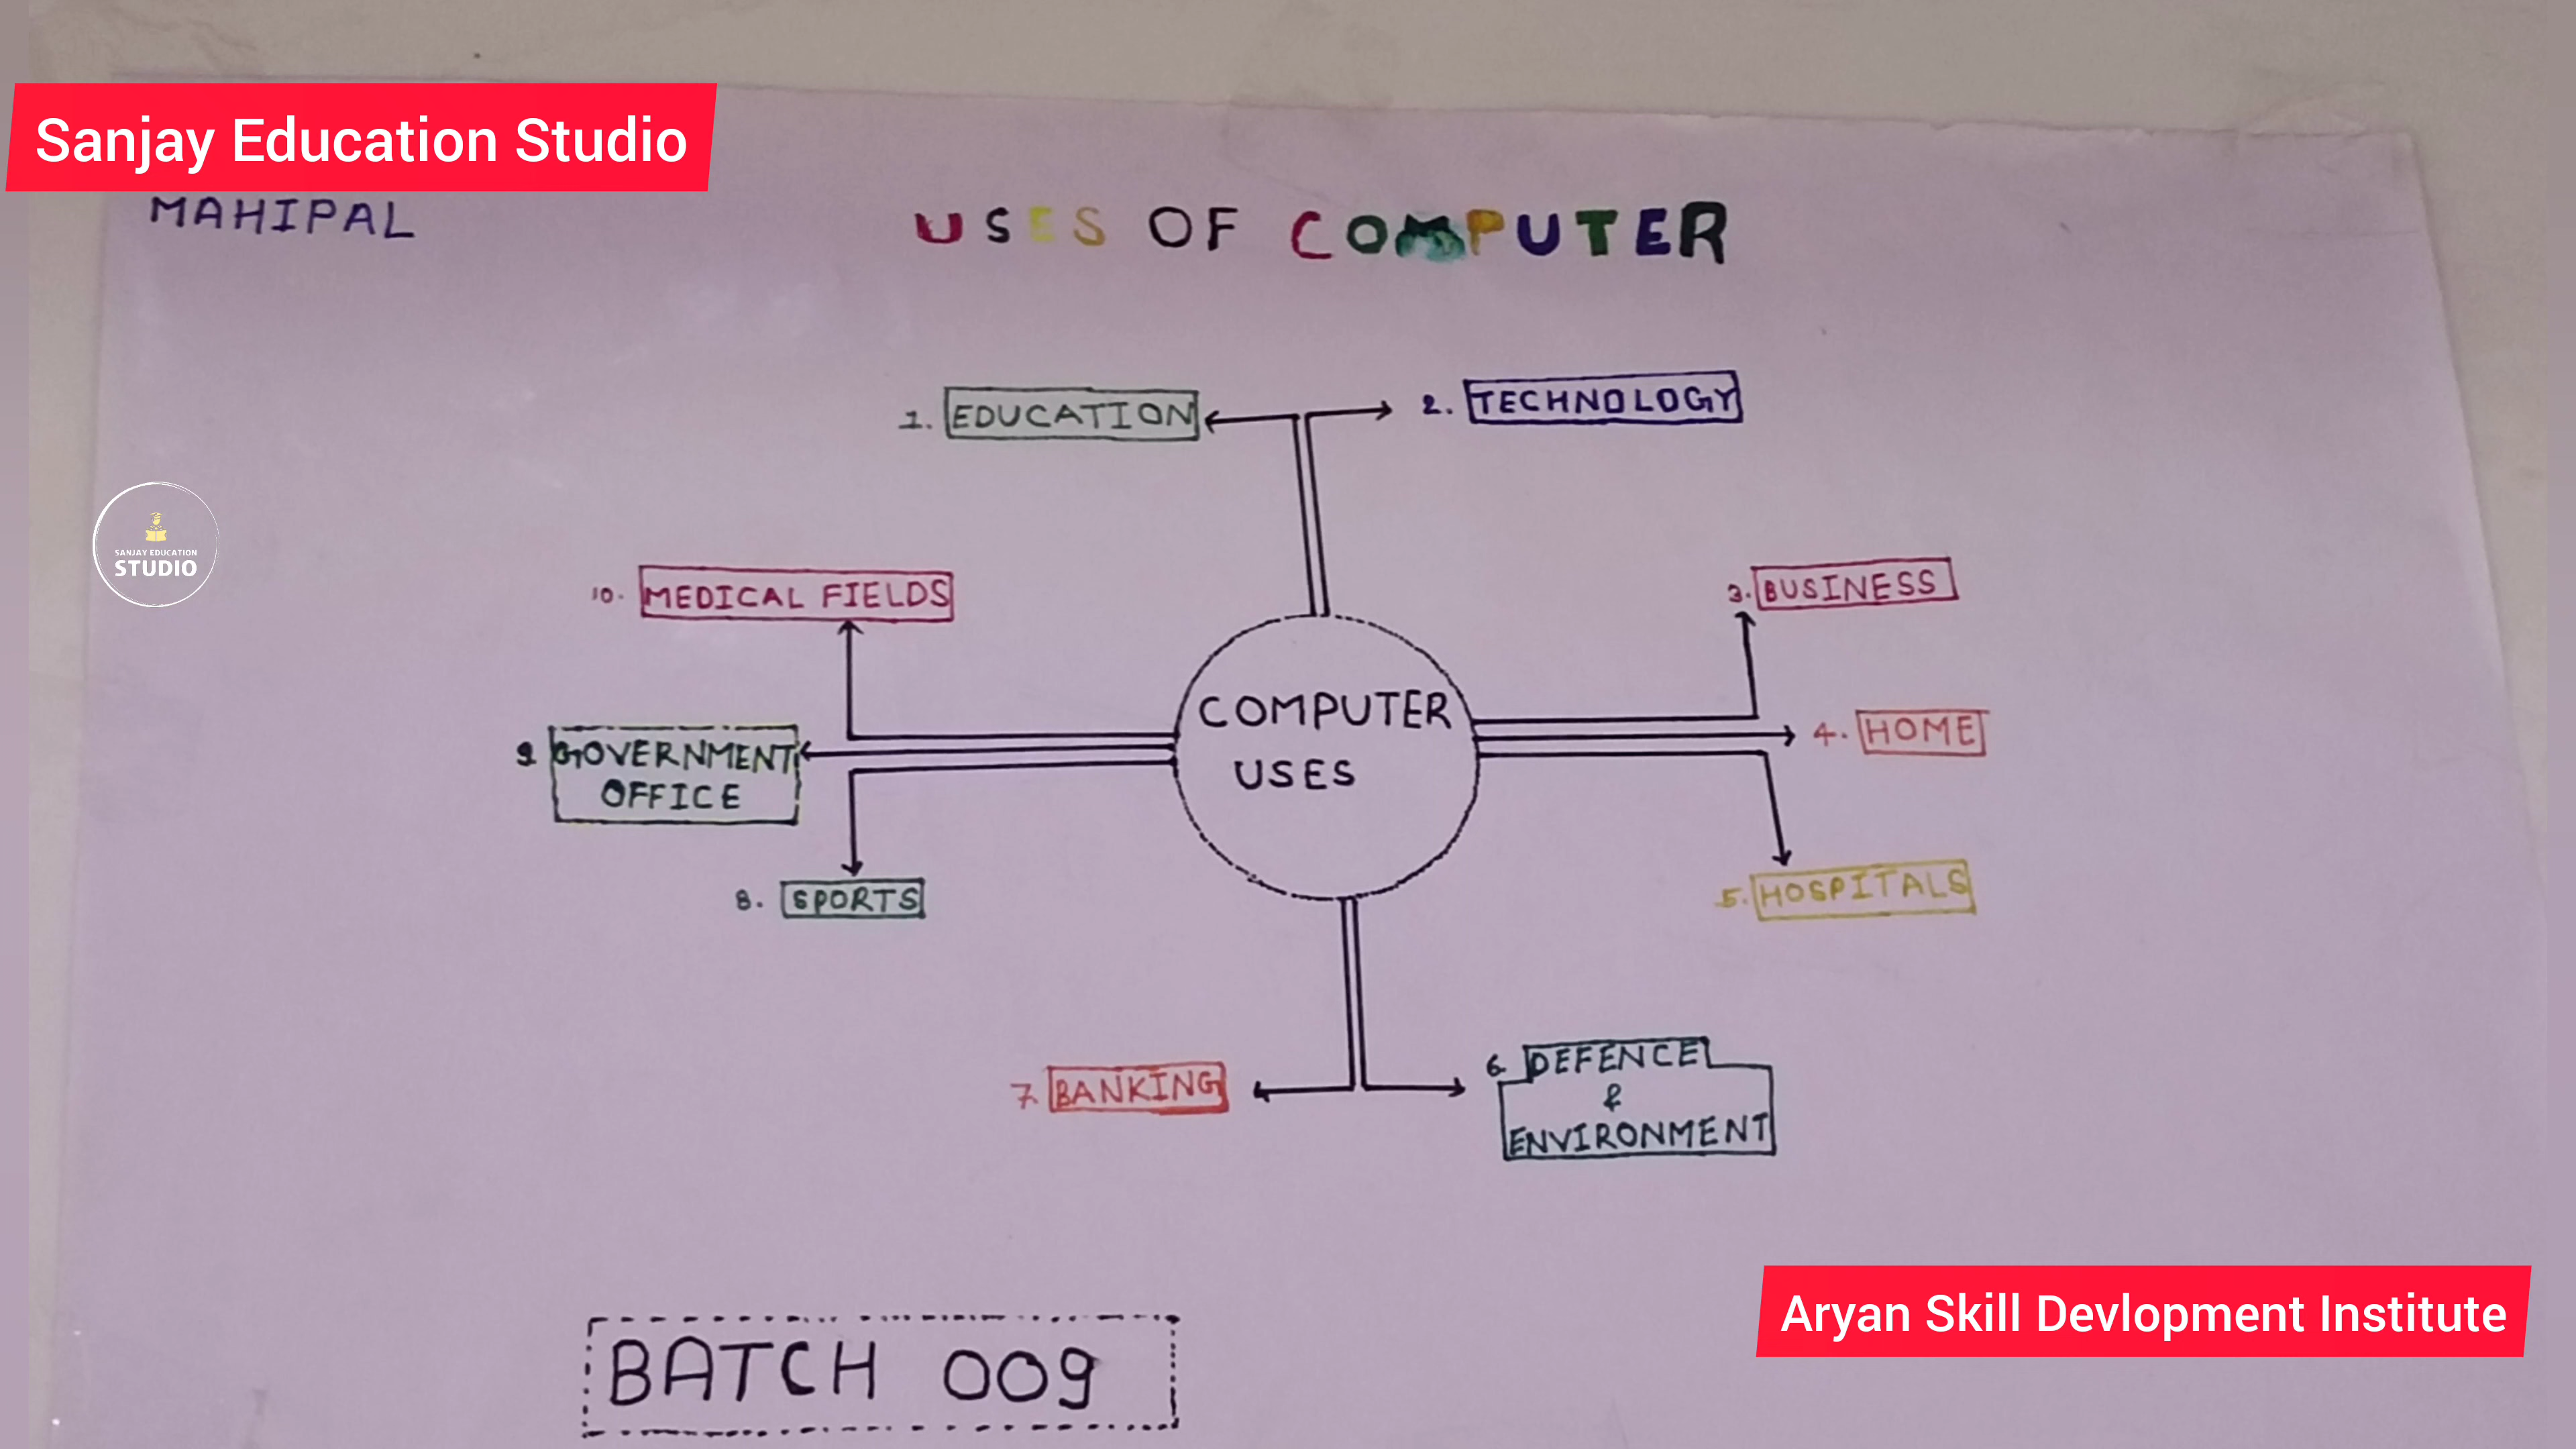 Sanjay Education Studio
MAHIPAL
USES OF COMPUTER
1. EDUCATION
2. TECHNOLOGY
SANJAY EDUCATION
STUDIO
10. MEDICAL FIELDS
3. BUSINESS
COMPUTER
USES
4. HOME
9 GOVERNMENT
OFFICE
8. SPORTS
5. HOSPITALS
7. BANKING
6 DEFENCE
&
ENVIRONMENT
Aryan Skill Devlopment Institute
BATCH 009